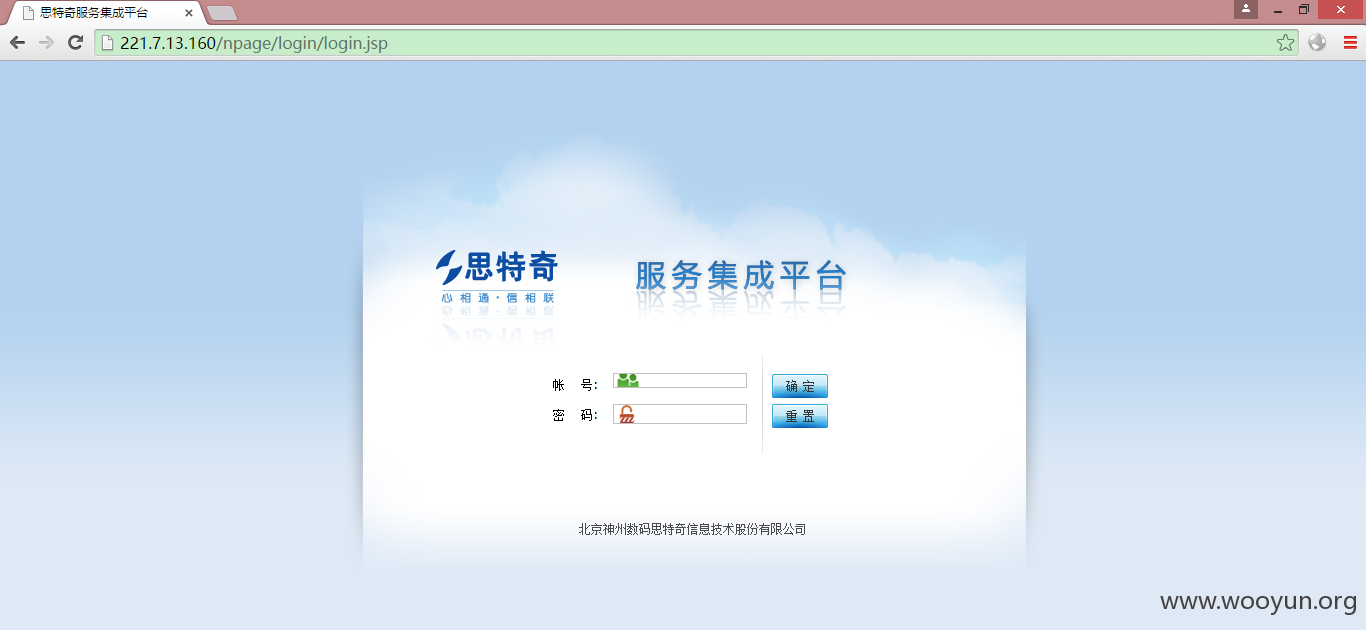 思特奇服务集成平台
221.7.13.160/npage/login/login.jsp
思特奇
心相通·信相联
服务集成平台
帐 号:
确 定
密 码:
重 置
北京神州数码思特奇信息技术股份有限公司
www.wooyun.org